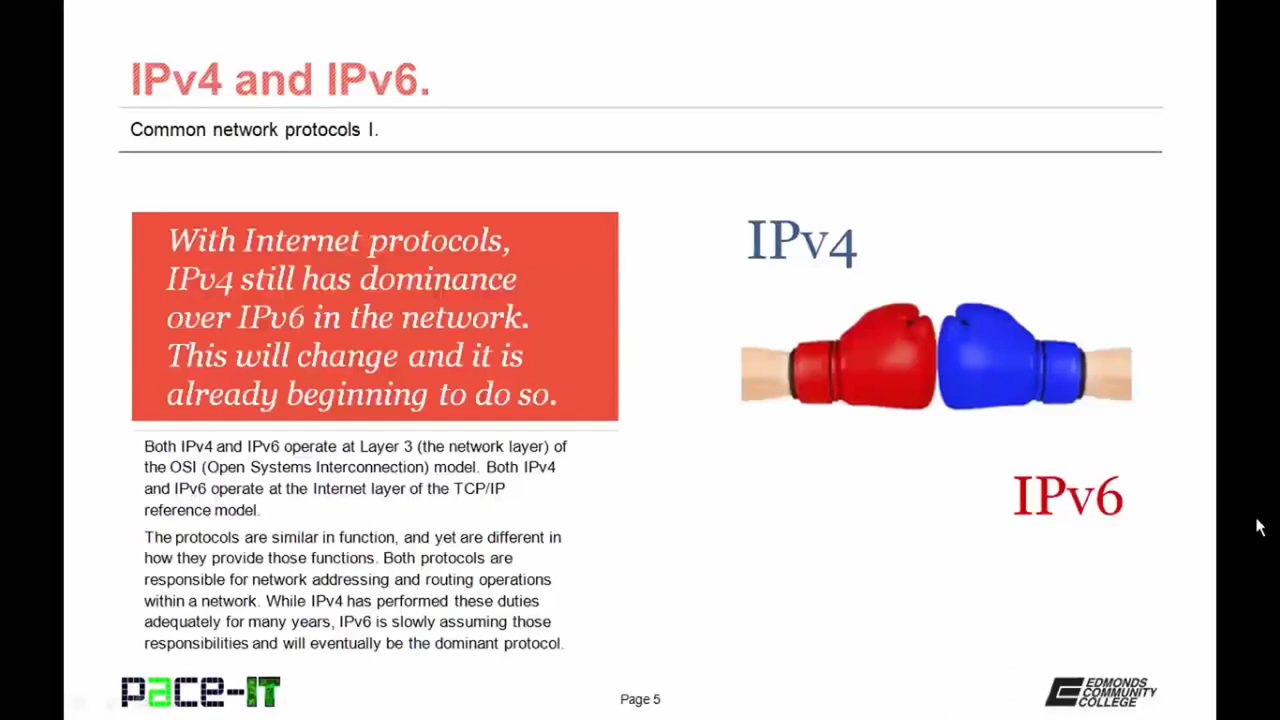 IPv4 and IPv6.
Common network protocols I.
With Internet protocols,
IPv4 still has dominance
over IPv6 in the network.
This will change and it is
already beginning to do so.
Both IPv4 and IPv6 operate at Layer 3 (the network layer) of
the OSI (Open Systems Interconnection) model. Both IPv4
and IPv6 operate at the Internet layer of the TCP/IP
reference model.
The protocols are similar in function, and yet are different in
how they provide those functions. Both protocols are
responsible for network addressing and routing operations
within a network. While IPv4 has performed these duties
adequately for many years, IPv6 is slowly assuming those
responsibilities and will eventually be the dominant protocol.
IPv4
IPv6
pace-IT
Page 5
EDMONDS
COMMUNITY
COLLEGE